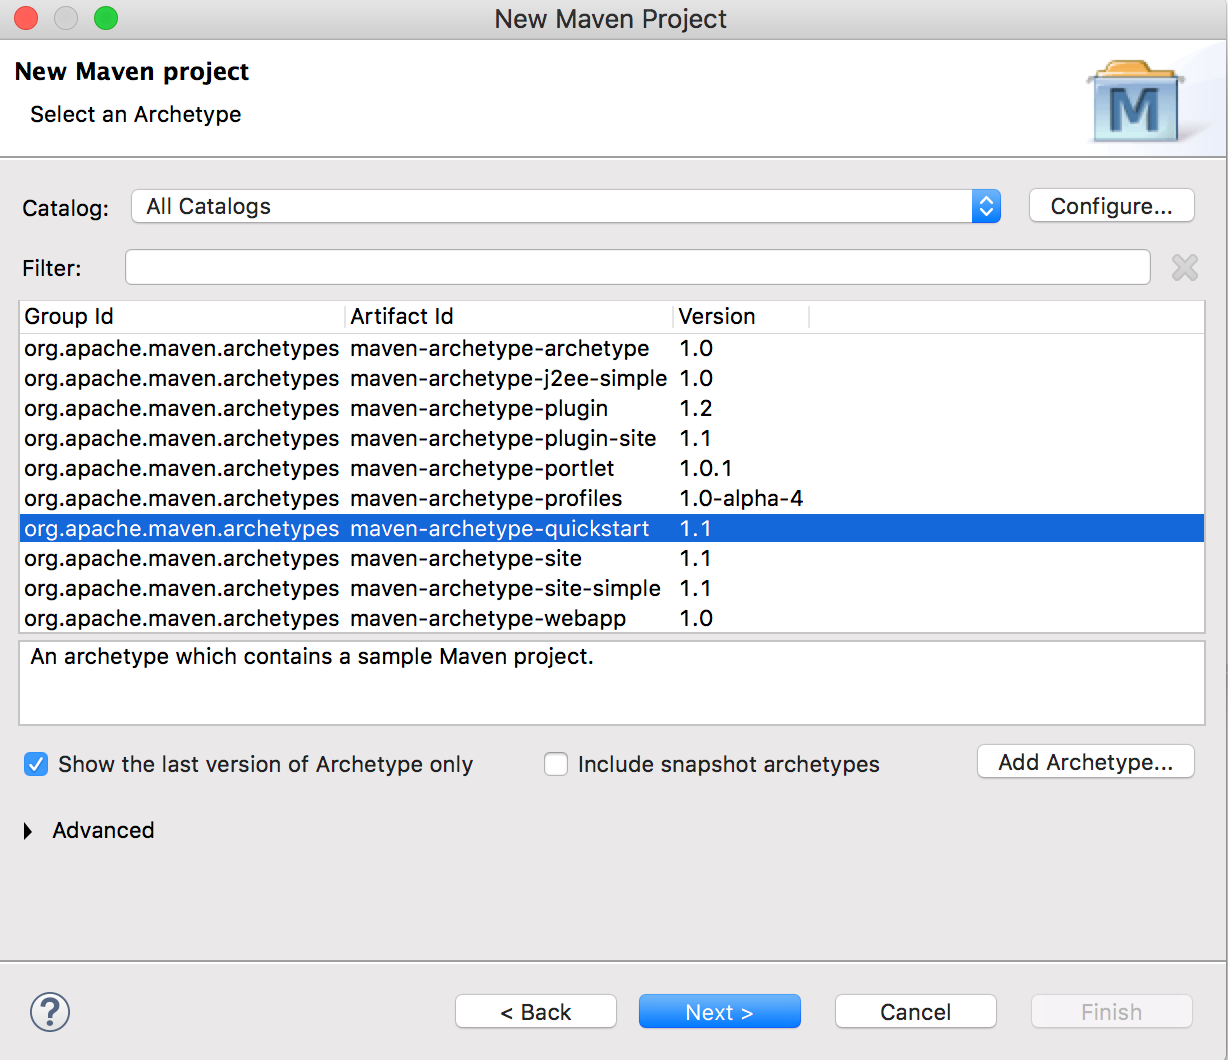 New Maven Project
New Maven project
Select an Archetype
M
Catalog: All Catalogs Configure...
Filter:
Group Id Artifact Id Version
org.apache.maven.archetypes maven-archetype-archetype 1.0
org.apache.maven.archetypes maven-archetype-j2ee-simple 1.0
org.apache.maven.archetypes maven-archetype-plugin 1.2
org.apache.maven.archetypes maven-archetype-plugin-site 1.1
org.apache.maven.archetypes maven-archetype-portlet 1.0.1
org.apache.maven.archetypes maven-archetype-profiles 1.0-alpha-4
org.apache.maven.archetypes maven-archetype-quickstart 1.1
org.apache.maven.archetypes maven-archetype-site 1.1
org.apache.maven.archetypes maven-archetype-site-simple 1.1
org.apache.maven.archetypes maven-archetype-webapp 1.0
An archetype which contains a sample Maven project.
Show the last version of Archetype only Include snapshot archetypes Add Archetype...
Advanced
? < Back Next > Cancel Finish